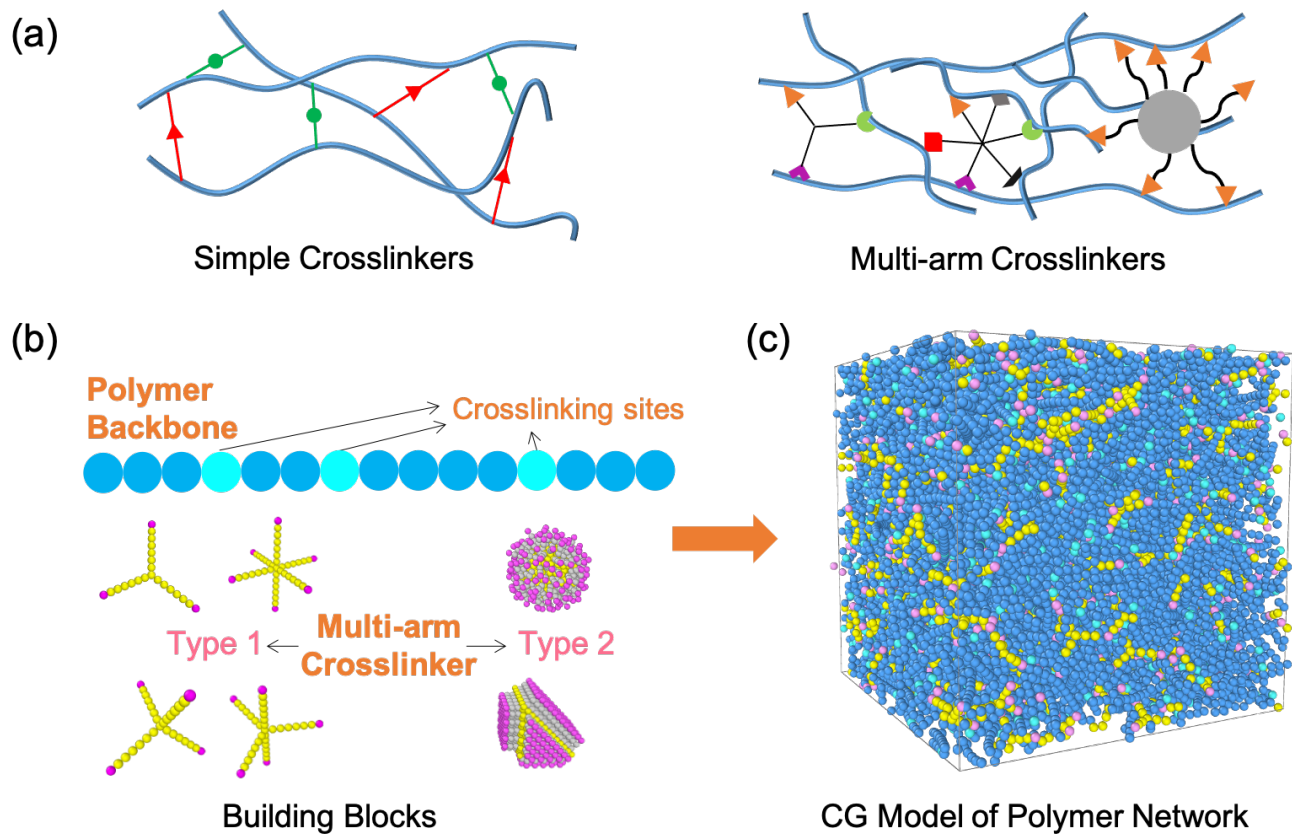 (a)
Simple Crosslinkers
Multi-arm Crosslinkers
(b)
Polymer
Backbone
Crosslinking sites
Type 1
Multi-arm
Crosslinker
Type 2
Building Blocks
(c)
CG Model of Polymer Network